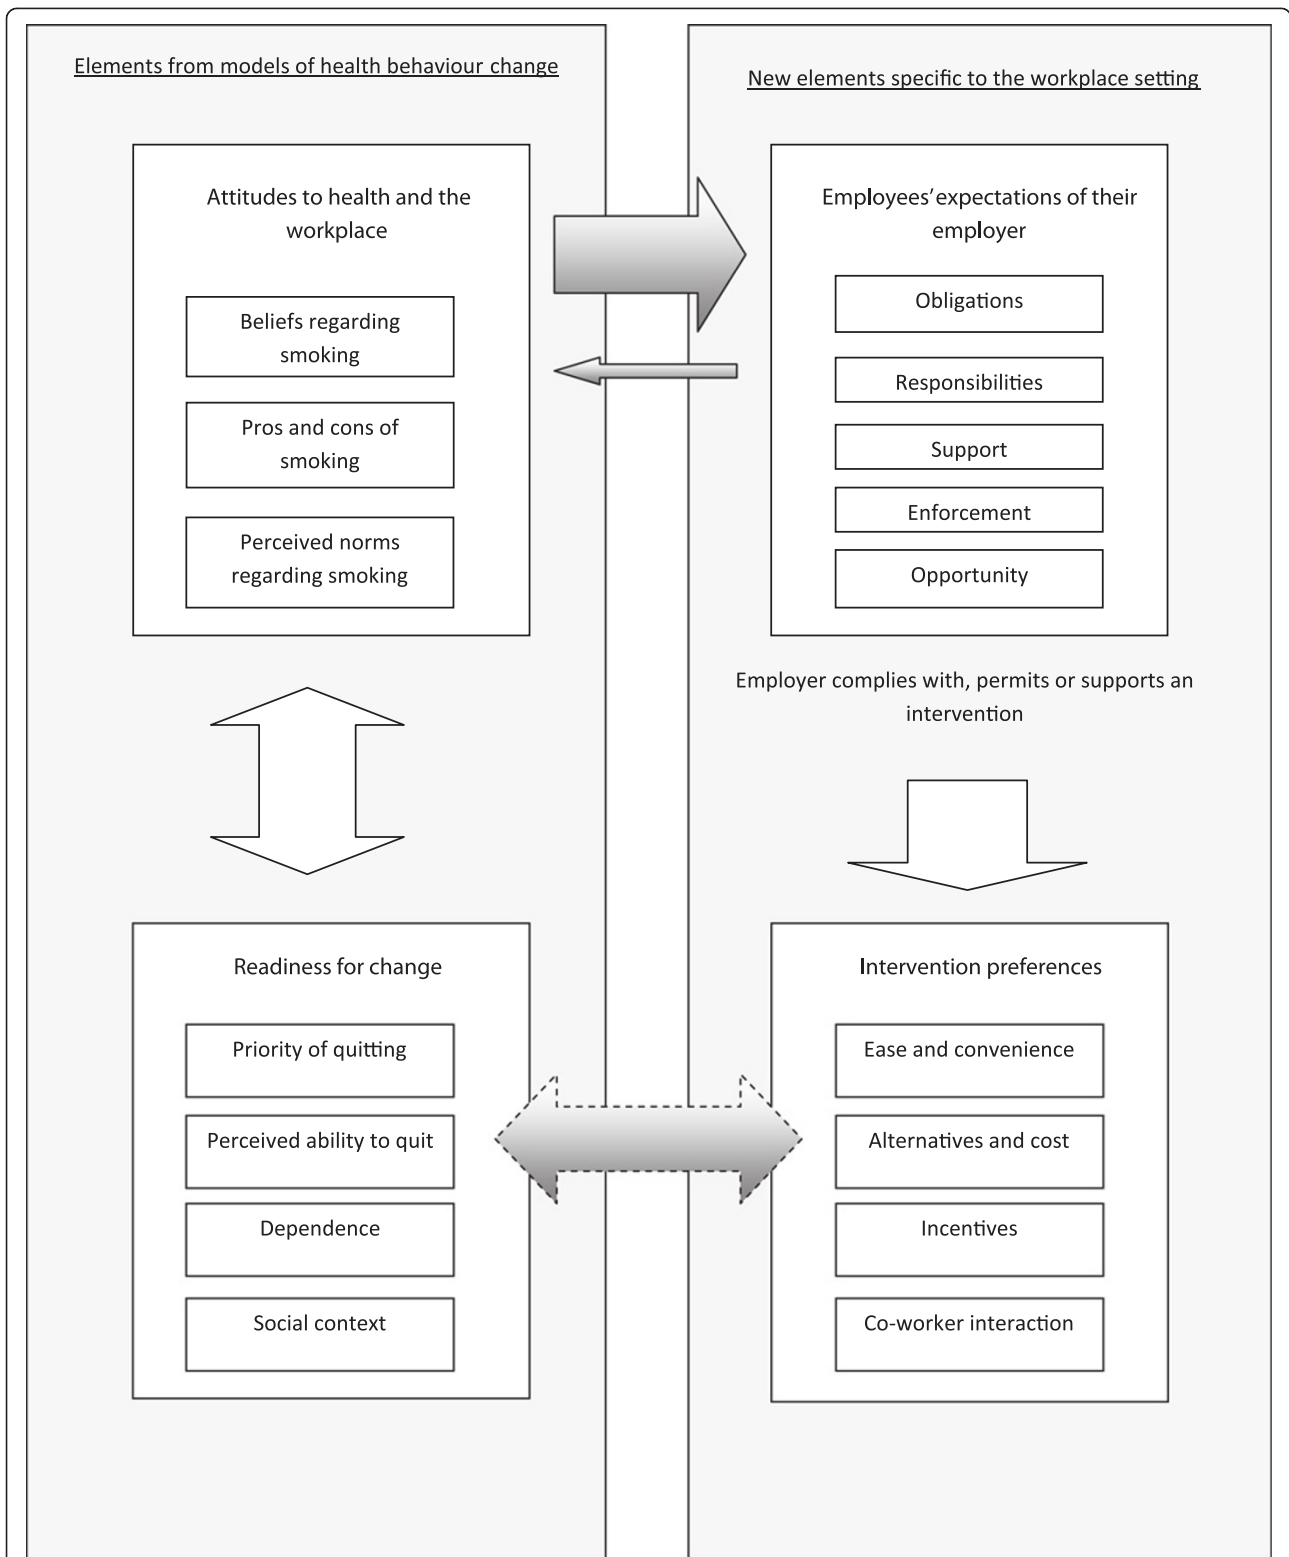 Elements from models of health behaviour change
Attitudes to health and the
workplace
Beliefs regarding
smoking
Pros and cons of
smoking
Perceived norms
regarding smoking
Readiness for change
Priority of quitting
Perceived ability to quit
Dependence
Social context
New elements specific to the workplace setting
Employees' expectations of their
employer
Obligations
Responsibilities
Support
Enforcement
Opportunity
Employer complies with, permits or supports an
intervention
Intervention preferences
Ease and convenience
Alternatives and cost
Incentives
Co-worker interaction